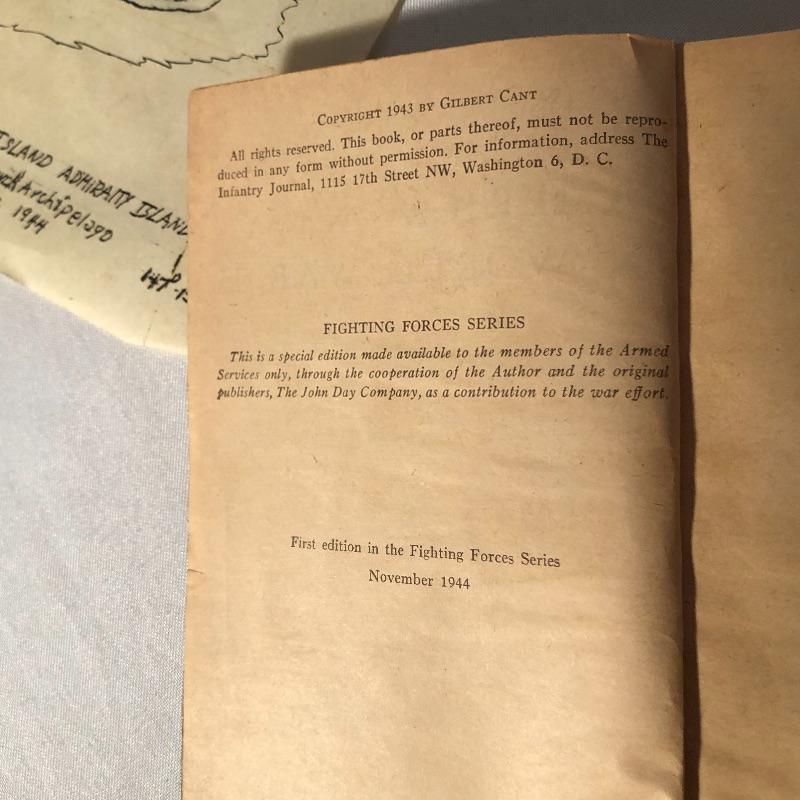 COPYRIGHT 1943 BY GILBERT CANT
All rights reserved. This book, or parts thereof, must not be repro-
duced in any form without permission. For information, address The
Infantry Journal, 1115 17th Street NW, Washington 6, D. C.
FIGHTING FORCES SERIES
This is a special edition made available to the members of the Armed
Services only, through the cooperation of the Author and the original
publishers, The John Day Company, as a contribution to the war effort.
First edition in the Fighting Forces Series
November 1944
ISLAND ADMIRALTY ISLAND
Archipelago
1944